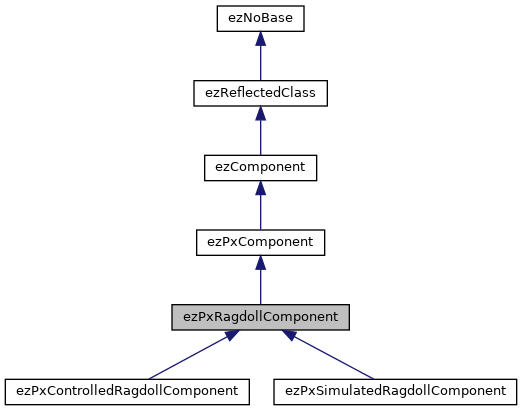 ezNoBase
ezReflectedClass
ezComponent
ezPxComponent
ezPxRagdollComponent
ezPxControlledRagdollComponent
ezPxSimulatedRagdollComponent